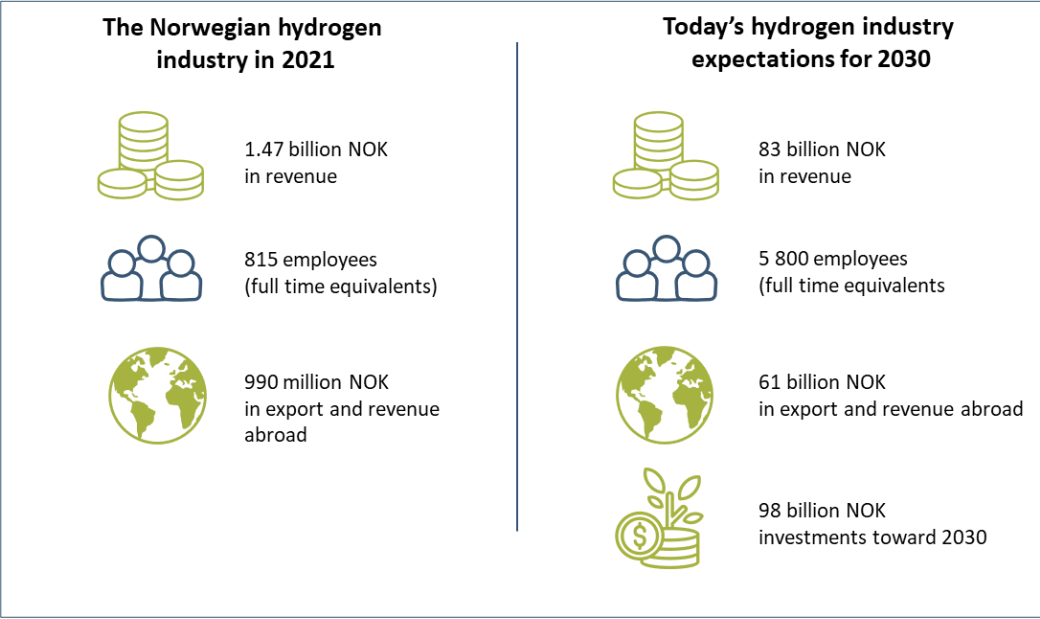 The Norwegian hydrogen
industry in 2021
1.47 billion NOK
in revenue
815 employees
(full time equivalents)
990 million NOK
in export and revenue
abroad
Today’s hydrogen industry
expectations for 2030
83 billion NOK
in revenue
5 800 employees
(full time equivalents
61 billion NOK
in export and revenue abroad
$
98 billion NOK
investments toward 2030